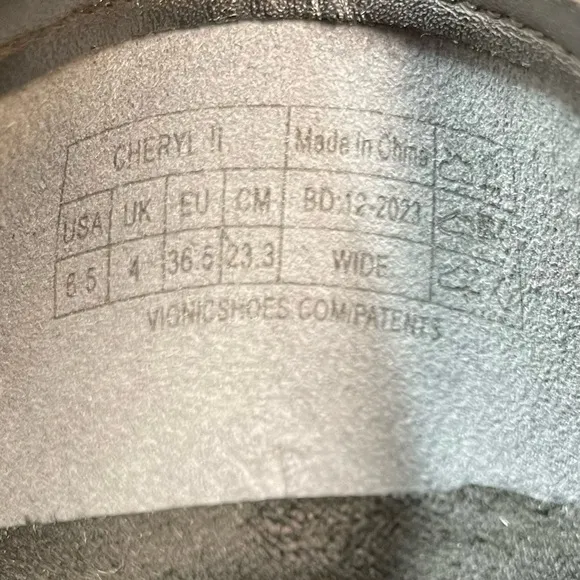 CHERYL II Made in China
USA UK EU CM BD:12-2023
6.5 4 36.5 23.3 WIDE
VIONICSHOES.COM/PATENTS